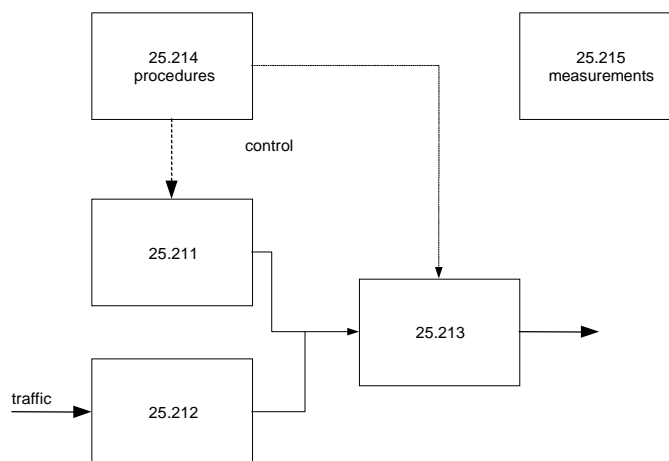 25.214
procedures
25.215
measurements
control
25.211
25.213
traffic
25.212